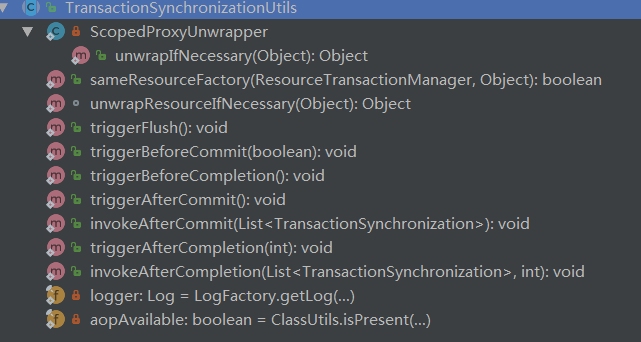 TransactionSynchronizationUtils
ScopedProxyUnwrapper
unwrapIfNecessary(Object): Object
sameResourceFactory(ResourceTransactionManager, Object): boolean
unwrapResourceIfNecessary(Object): Object
triggerFlush(): void
triggerBeforeCommit(boolean): void
triggerBeforeCompletion(): void
triggerAfterCommit(): void
invokeAfterCommit(List<TransactionSynchronization>): void
triggerAfterCompletion(int): void
invokeAfterCompletion(List<TransactionSynchronization>, int): void
logger: Log = LogFactory.getLog(...)
aopAvailable: boolean = ClassUtils.isPresent(...)